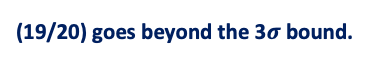 (19/20) goes beyond the 3σ bound.